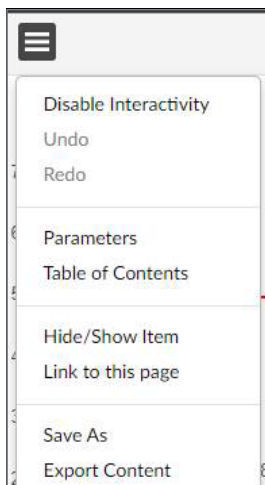 Disable Interactivity
Undo
Redo
Parameters
Table of Contents
Hide/Show Item
Link to this page
Save As
Export Content